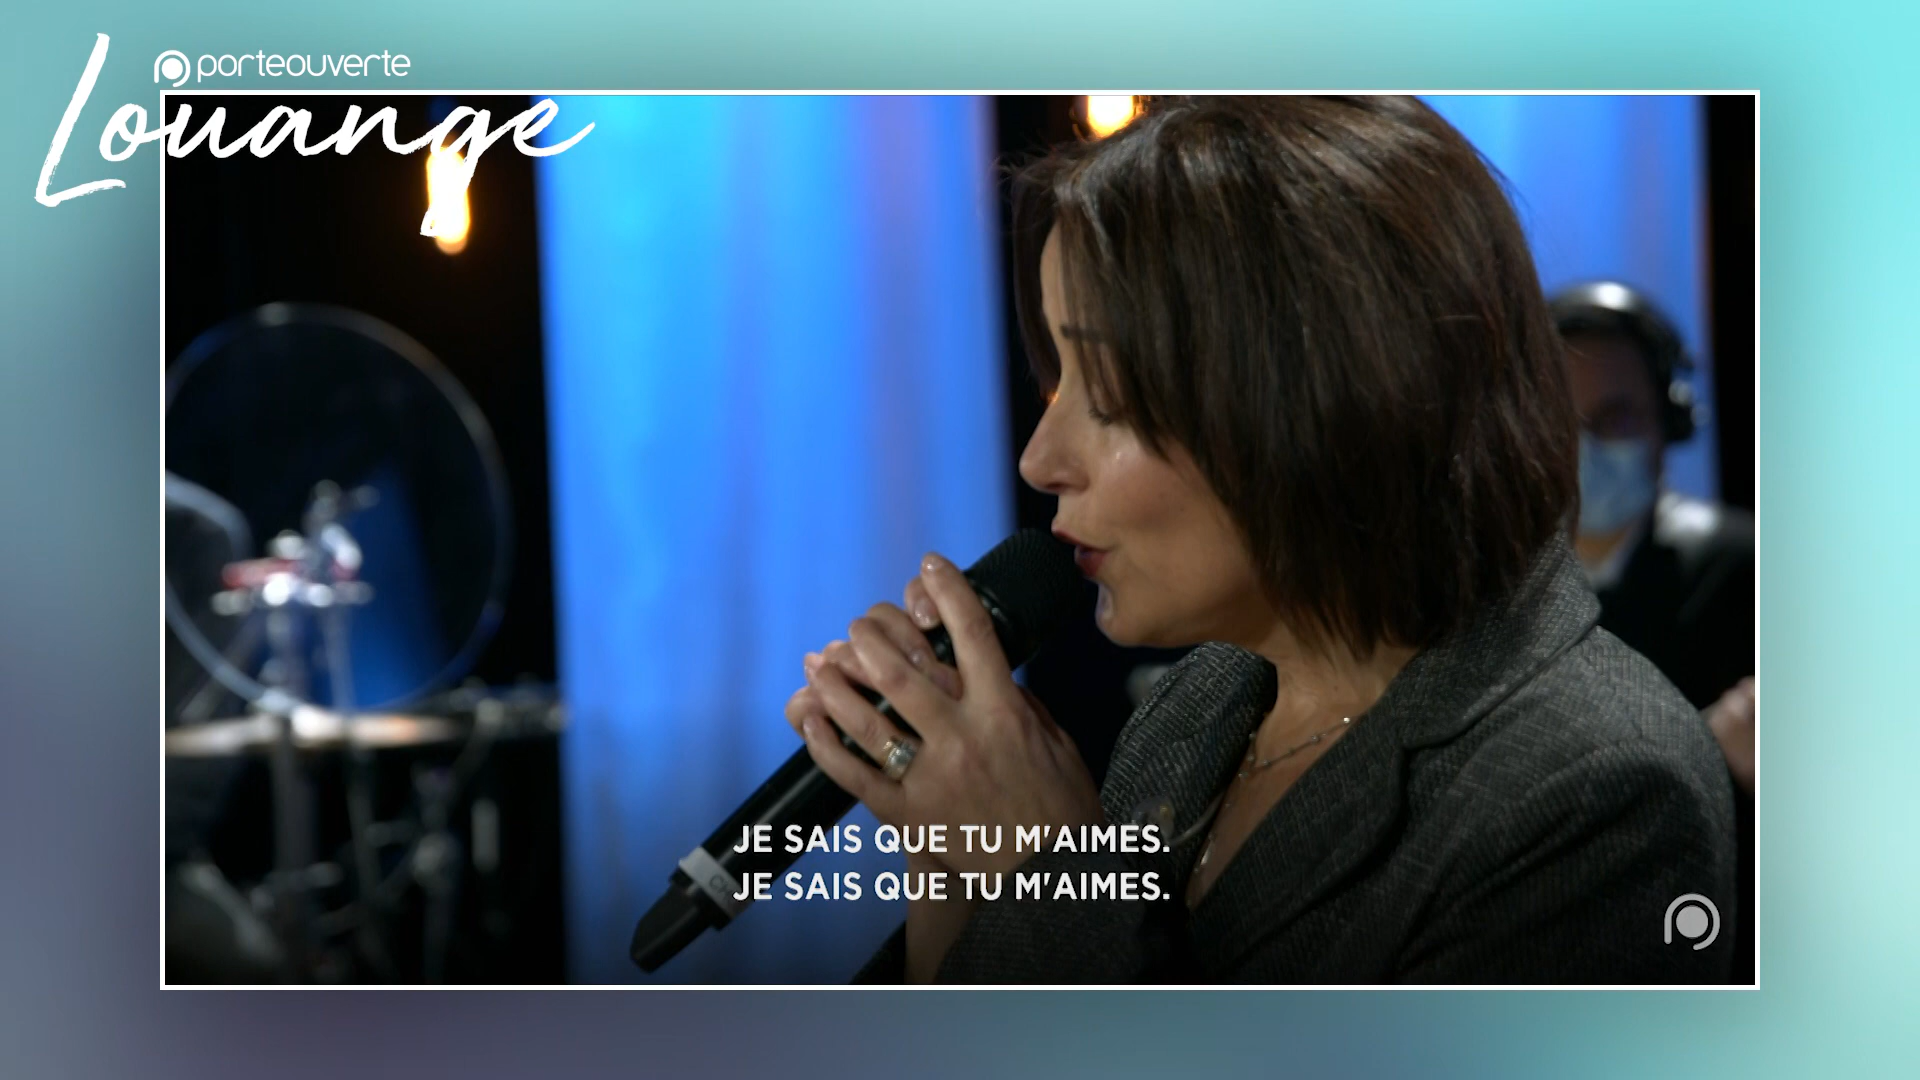 porteouverte
Louange
JE SAIS QUE TU M'AIMES.
JE SAIS QUE TU M'AIMES.